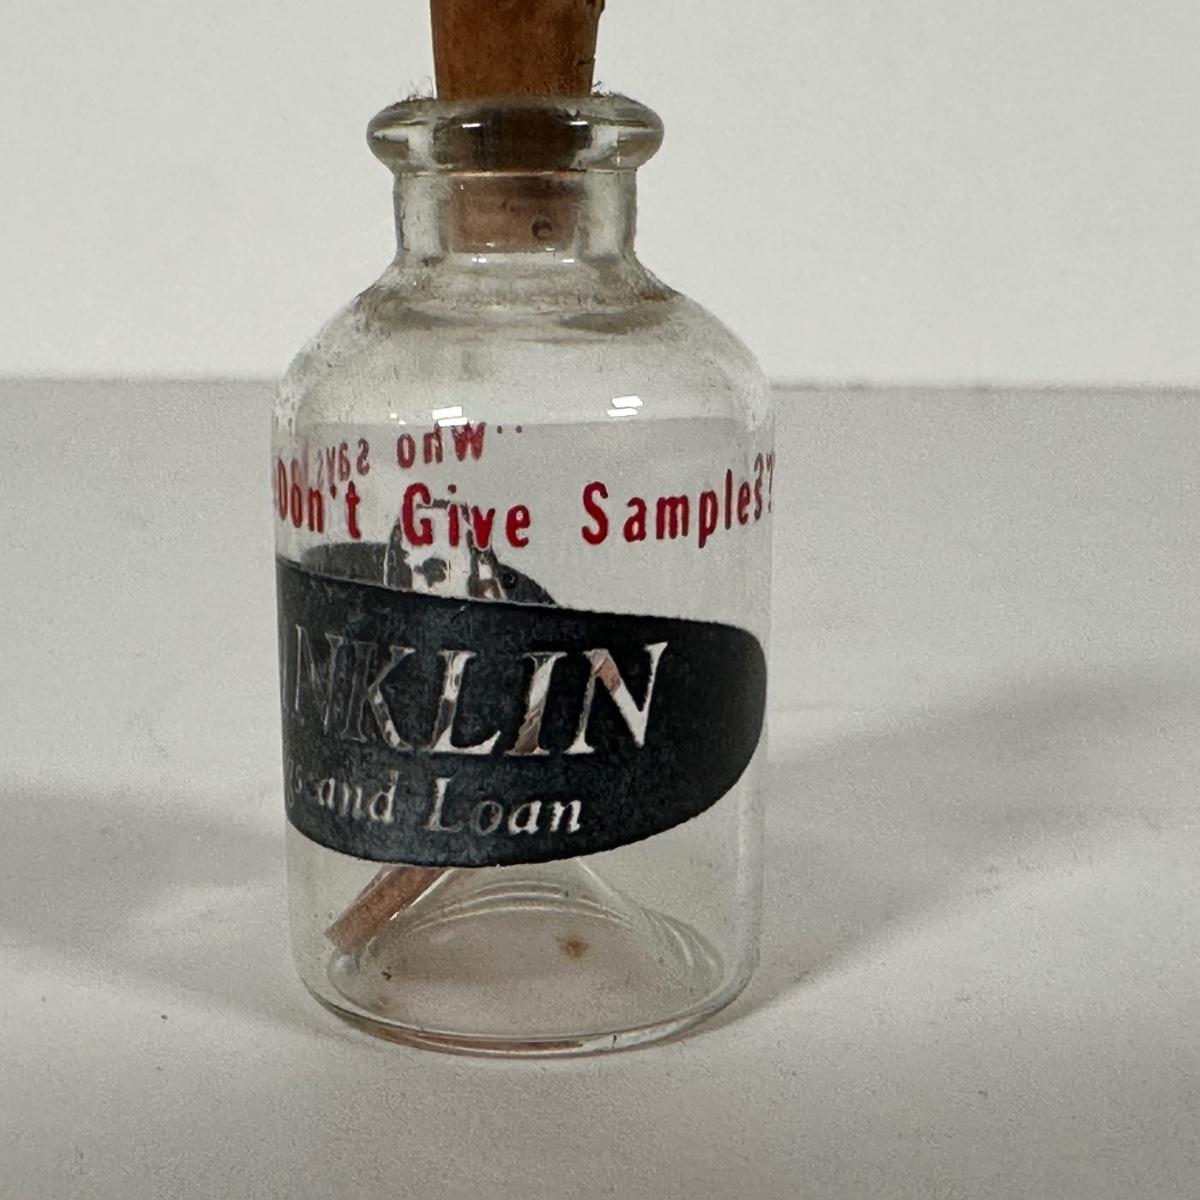 Who says
Don't Give Samples??
NKLIN
and Loan